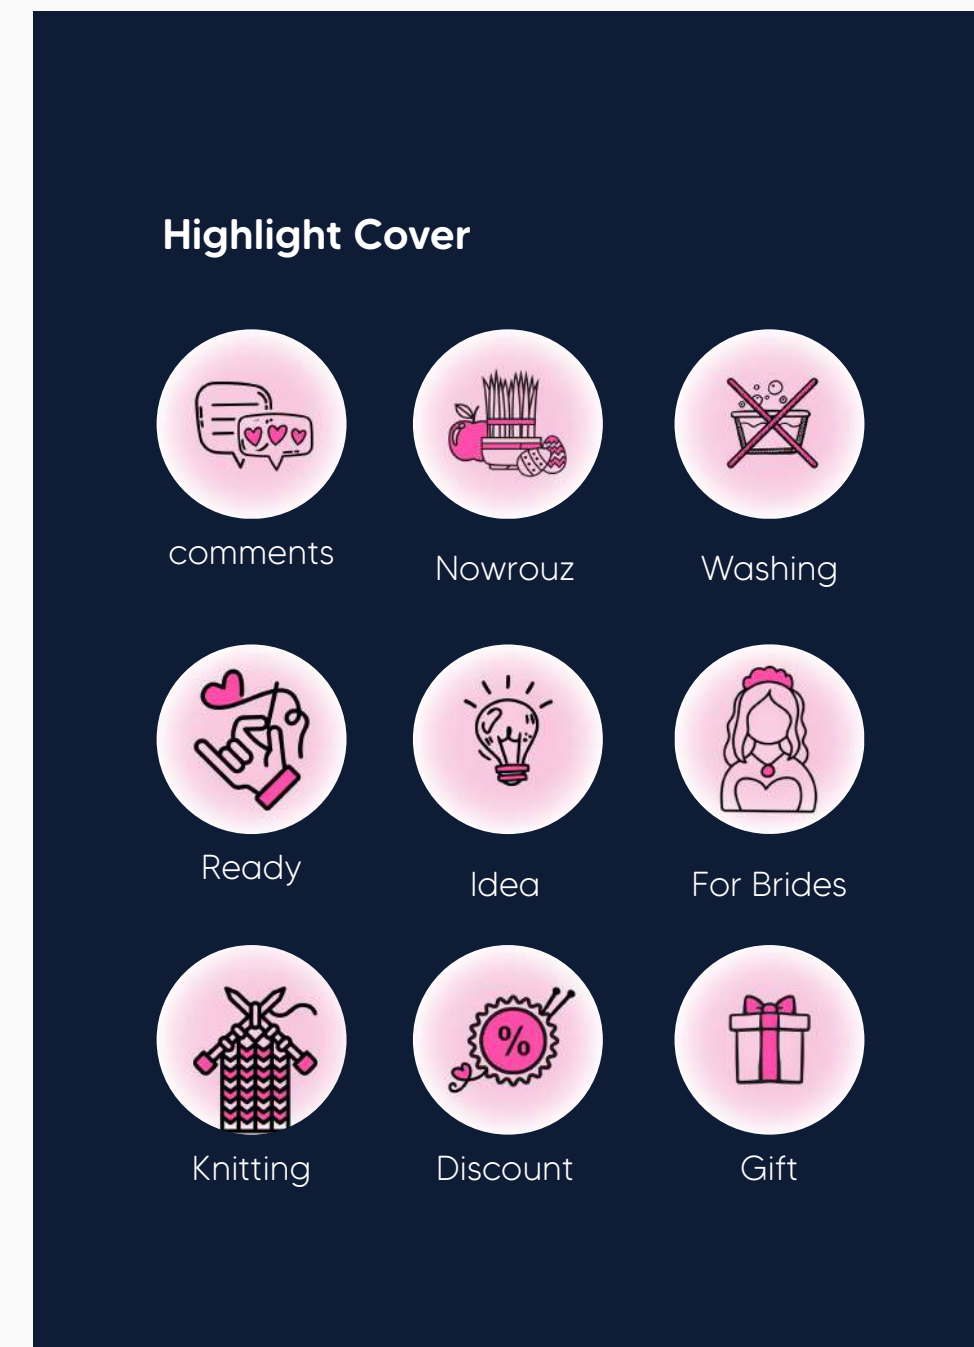 Highlight Cover
comments
Nowrouz
Washing
Ready
Idea
For Brides
%
Knitting
Discount
Gift